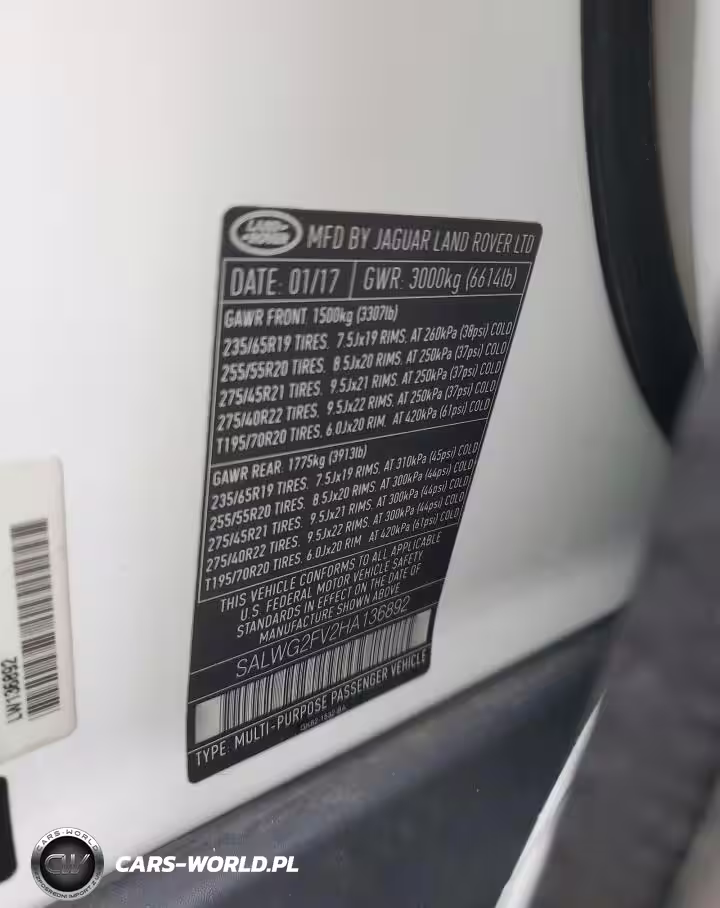 LAND ROVER
MFD BY JAGUAR LAND ROVER LTD
DATE: 01/17 GWR: 3000kg (6614lb)
GAWR FRONT 1500kg (3307lb)
235/65R19 TIRES. 7.5Jx19 RIMS. AT 260kPa (38psi) COLD
255/55R20 TIRES. 8.5Jx20 RIMS. AT 250kPa (37psi) COLD
275/45R21 TIRES. 9.5Jx21 RIMS. AT 250kPa (37psi) COLD
275/40R22 TIRES. 9.5Jx22 RIMS. AT 250kPa (37psi) COLD
T195/70R20 TIRES. 6.0Jx20 RIM. AT 420kPa (61psi) COLD
GAWR REAR. 1775kg (3913lb)
235/65R19 TIRES. 7.5Jx19 RIMS. AT 310kPa (45psi) COLD
255/55R20 TIRES. 8.5Jx20 RIMS. AT 300kPa (44psi) COLD
275/45R21 TIRES. 9.5Jx21 RIMS. AT 300kPa (44psi) COLD
275/40R22 TIRES. 9.5Jx22 RIMS. AT 300kPa (44psi) COLD
T195/70R20 TIRES. 6.0Jx20 RIM AT 420kPa (61psi) COLD
THIS VEHICLE CONFORMS TO ALL APPLICABLE
U.S. FEDERAL MOTOR VEHICLE SAFETY
STANDARDS IN EFFECT ON THE DATE OF
MANUFACTURE SHOWN ABOVE
SALWG2FV2HA136892
TYPE: MULTI-PURPOSE PASSENGER VEHICLE
LW136892
CARS-WORLD
CW
CARS-WORLD.PL